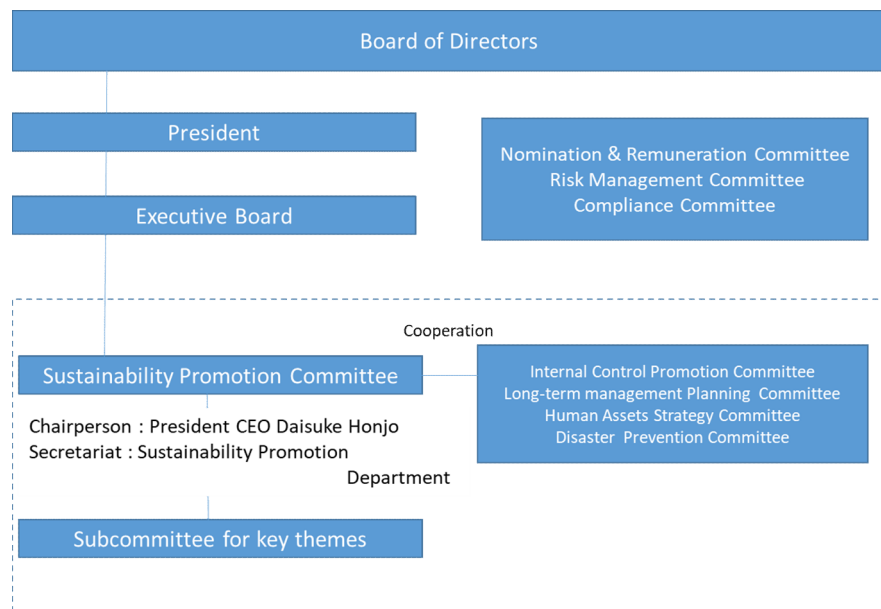 Board of Directors
President
Nomination & Remuneration Committee
Risk Management Committee
Compliance Committee
Executive Board
Cooperation
Sustainability Promotion Committee
Internal Control Promotion Committee
Long-term management Planning Committee
Human Assets Strategy Committee
Disaster Prevention Committee
Chairperson : President CEO Daisuke Honjo
Secretariat : Sustainability Promotion
Department
Subcommittee for key themes